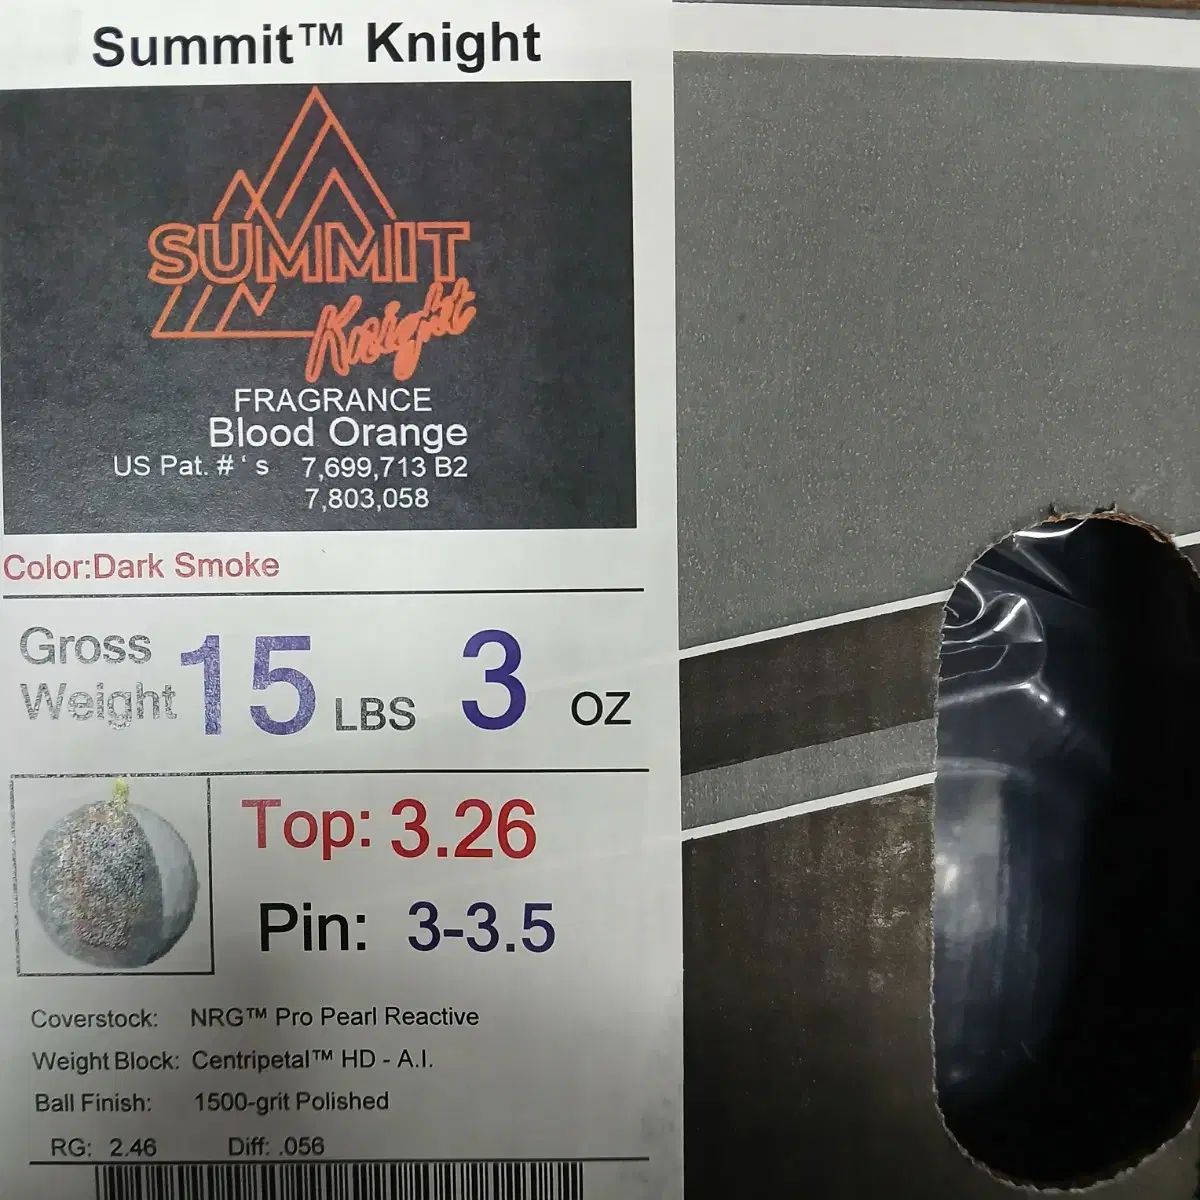 Summit™ Knight
SUMMIT
Knight
FRAGRANCE
Blood Orange
US Pat. # ' s 7,699,713 B2
7,803,058
Color:Dark Smoke
Gross Weight 15 LBS 3 OZ
Top: 3.26
Pin: 3-3.5
Coverstock: NRG™ Pro Pearl Reactive
Weight Block: Centripetal™ HD - A.I.
Ball Finish: 1500-grit Polished
RG: 2.46 Diff: .056